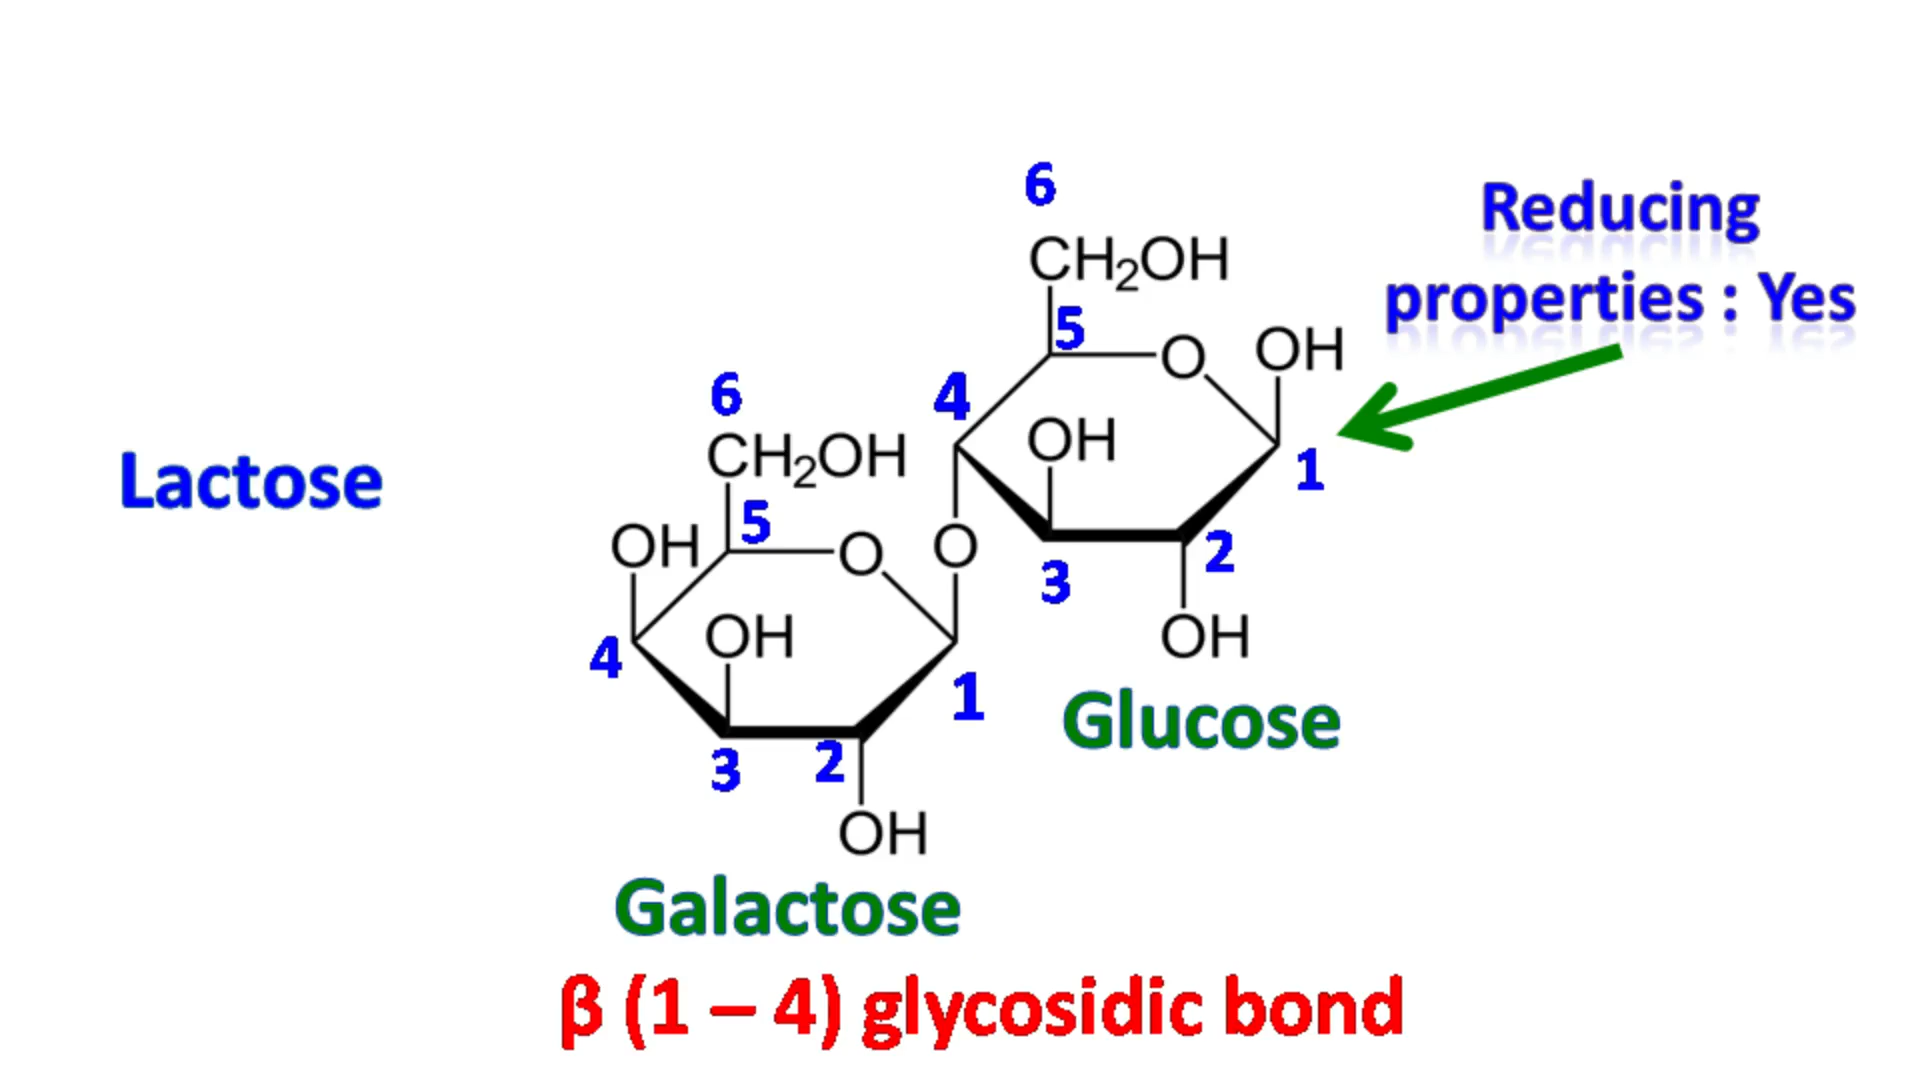 Lactose
Reducing
properties : Yes
6
CH₂OH
5
O
OH
4
OH
1
3
2
OH
Glucose
6
CH₂OH
5
O
O
OH
4
OH
1
3
2
OH
Galactose
β (1 – 4) glycosidic bond